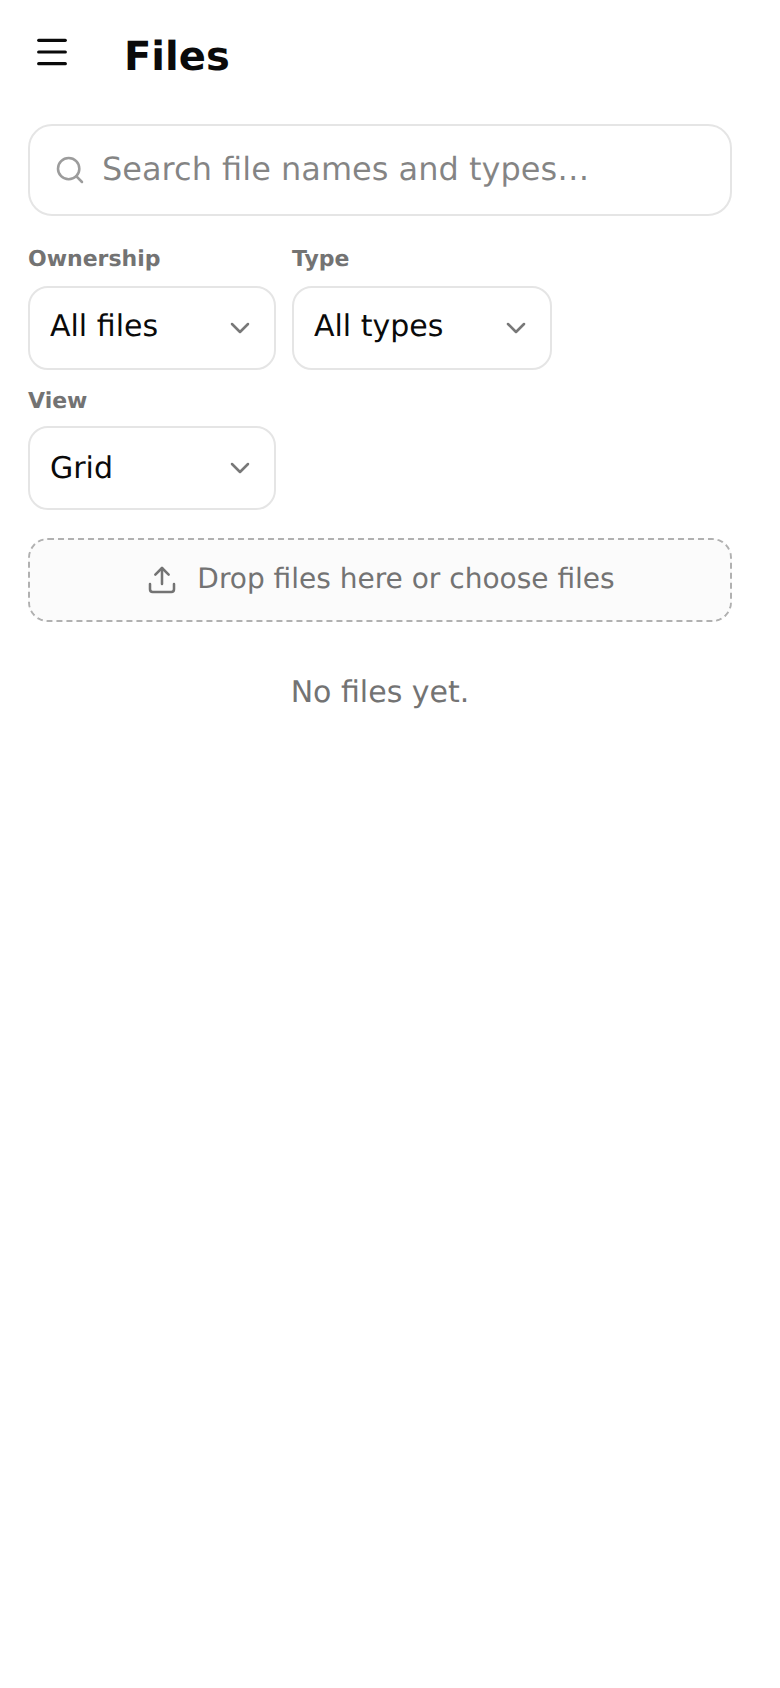 Files
Search file names and types...
Ownership
Type
All files
All types
View
Grid
Drop files here or choose files
No files yet.